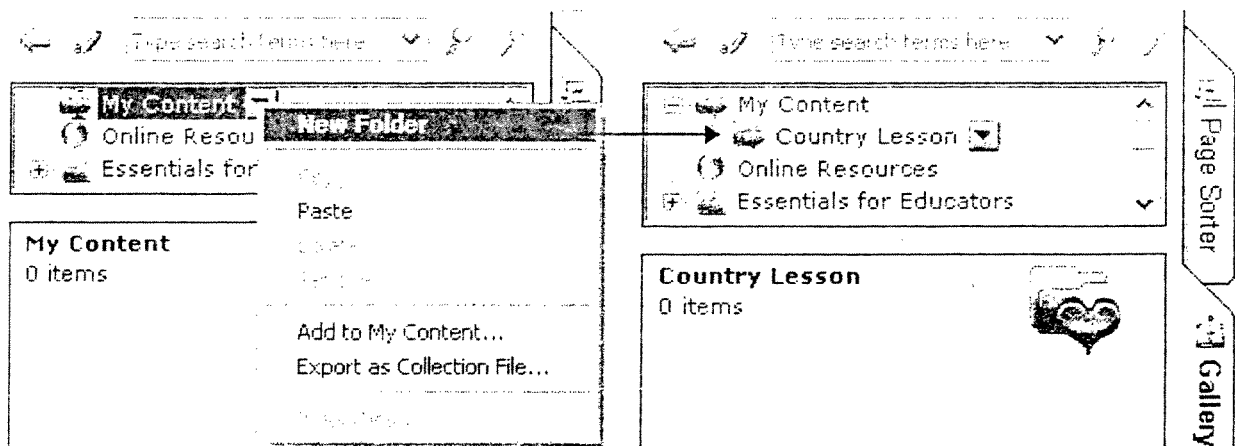 Type search terms here
My Content
Online Resou
Essentials for
My Content
0 items
New Folder
Paste
Add to My Content...
Export as Collection File...
Type search terms here
My Content
Country Lesson
Online Resources
Essentials for Educators
Country Lesson
0 items
Page Sorter
Gallery